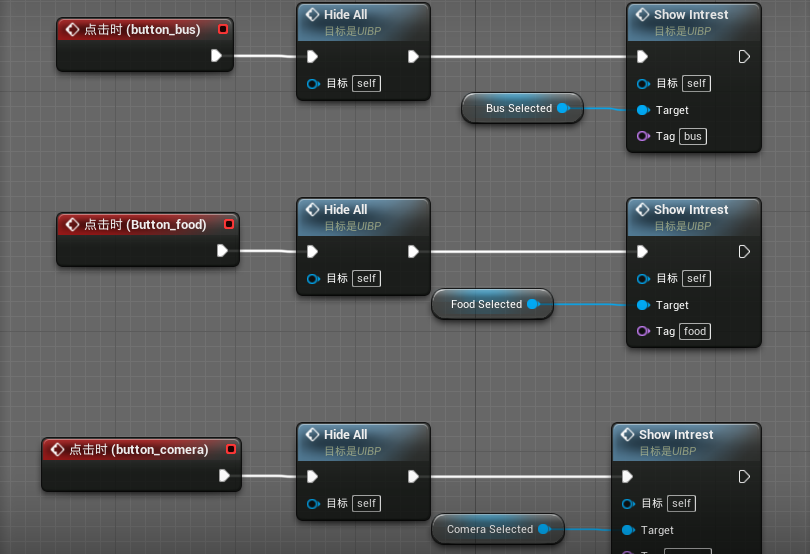 点击时 (button_bus)
Hide All
目标是UIBP
目标 self
Bus Selected
Show Intrest
目标是UIBP
目标 self
Target
Tag bus
点击时 (Button_food)
Hide All
目标是UIBP
目标 self
Food Selected
Show Intrest
目标是UIBP
目标 self
Target
Tag food
点击时 (button_comera)
Hide All
目标是UIBP
目标 self
Comera Selected
Show Intrest
目标是UIBP
目标 self
Target